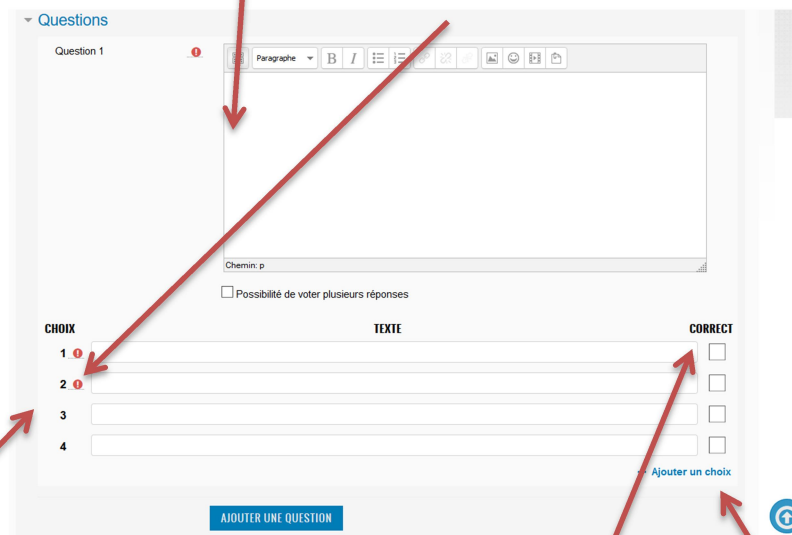 Questions
Question 1
Paragraphe B I
Chemin: p
Possibilité de voter plusieurs réponses
CHOIX TEXTE CORRECT
1
2
3
4
Ajouter un choix
AJOUTER UNE QUESTION